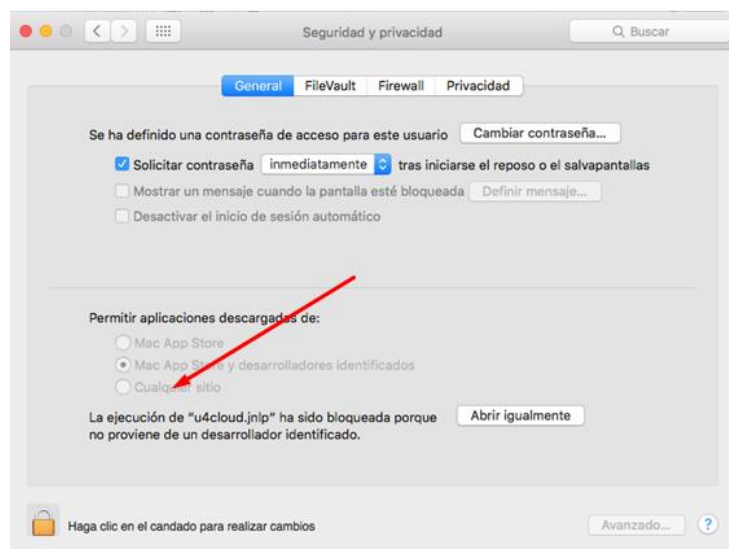 Seguridad y privacidad
Buscar
General FileVault Firewall Privacidad
Se ha definido una contraseña de acceso para este usuario Cambiar contraseña...
Solicitar contraseña inmediatamente tras iniciarse el reposo o el salvapantallas
Mostrar un mensaje cuando la pantalla esté bloqueada Definir mensaje...
Desactivar el inicio de sesión automático
Permitir aplicaciones descargadas de:
Mac App Store
Mac App Store y desarrolladores identificados
Cualquier sitio
La ejecución de "u4cloud.jnlp" ha sido bloqueada porque Abrir igualmente
no proviene de un desarrollador identificado.
Haga clic en el candado para realizar cambios Avanzado... ?